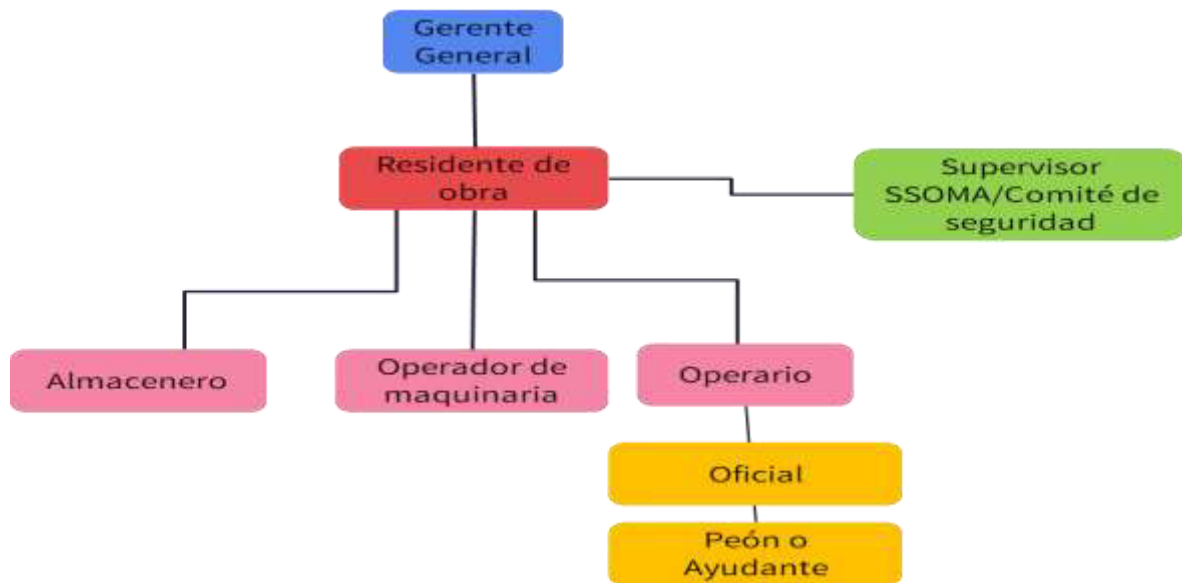 Gerente
General
Residente de
obra
Supervisor
SSOMA/Comité de
seguridad
Almacenero
Operador de
maquinaria
Operario
Oficial
Peón o
Ayudante